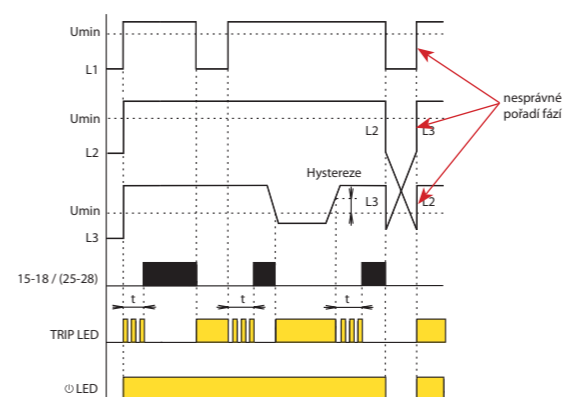 Umin
L1
nesprávné
pořadí fází
Umin
L2
L3
L2
Hystereze
Umin
L3
L2
L3
15-18 / (25-28)
t
t
t
TRIP LED
LED